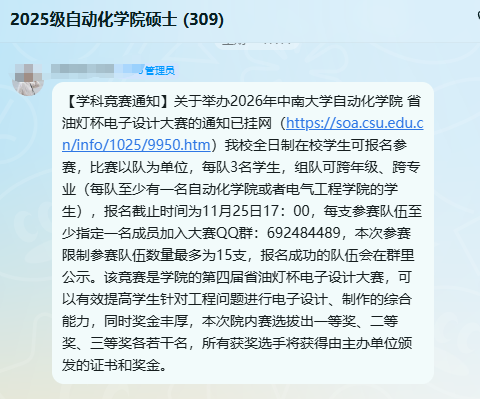 2025级自动化学院硕士 (309)
管理员
【学科竞赛通知】关于举办2026年中南大学自动化学院 省
油灯杯电子设计大赛的通知已挂网（https://soa.csu.edu.c
n/info/1025/9950.htm）我校全日制在校学生可报名参
赛，比赛以队为单位，每队3名学生，组队可跨年级、跨专
业（每队至少有一名自动化学院或者电气工程学院的学
生），报名截止时间为11月25日17：00，每支参赛队伍至
少指定一名成员加入大赛QQ群：692484489，本次参赛
限制参赛队伍数量最多为15支，报名成功的队伍会在群里
公示。该竞赛是学院的第四届省油灯杯电子设计大赛，可
以有效提高学生针对工程问题进行电子设计、制作的综合
能力，同时奖金丰厚，本次院内赛选拔出一等奖、二等
奖、三等奖各若干名，所有获奖选手将获得由主办单位颁
发的证书和奖金。